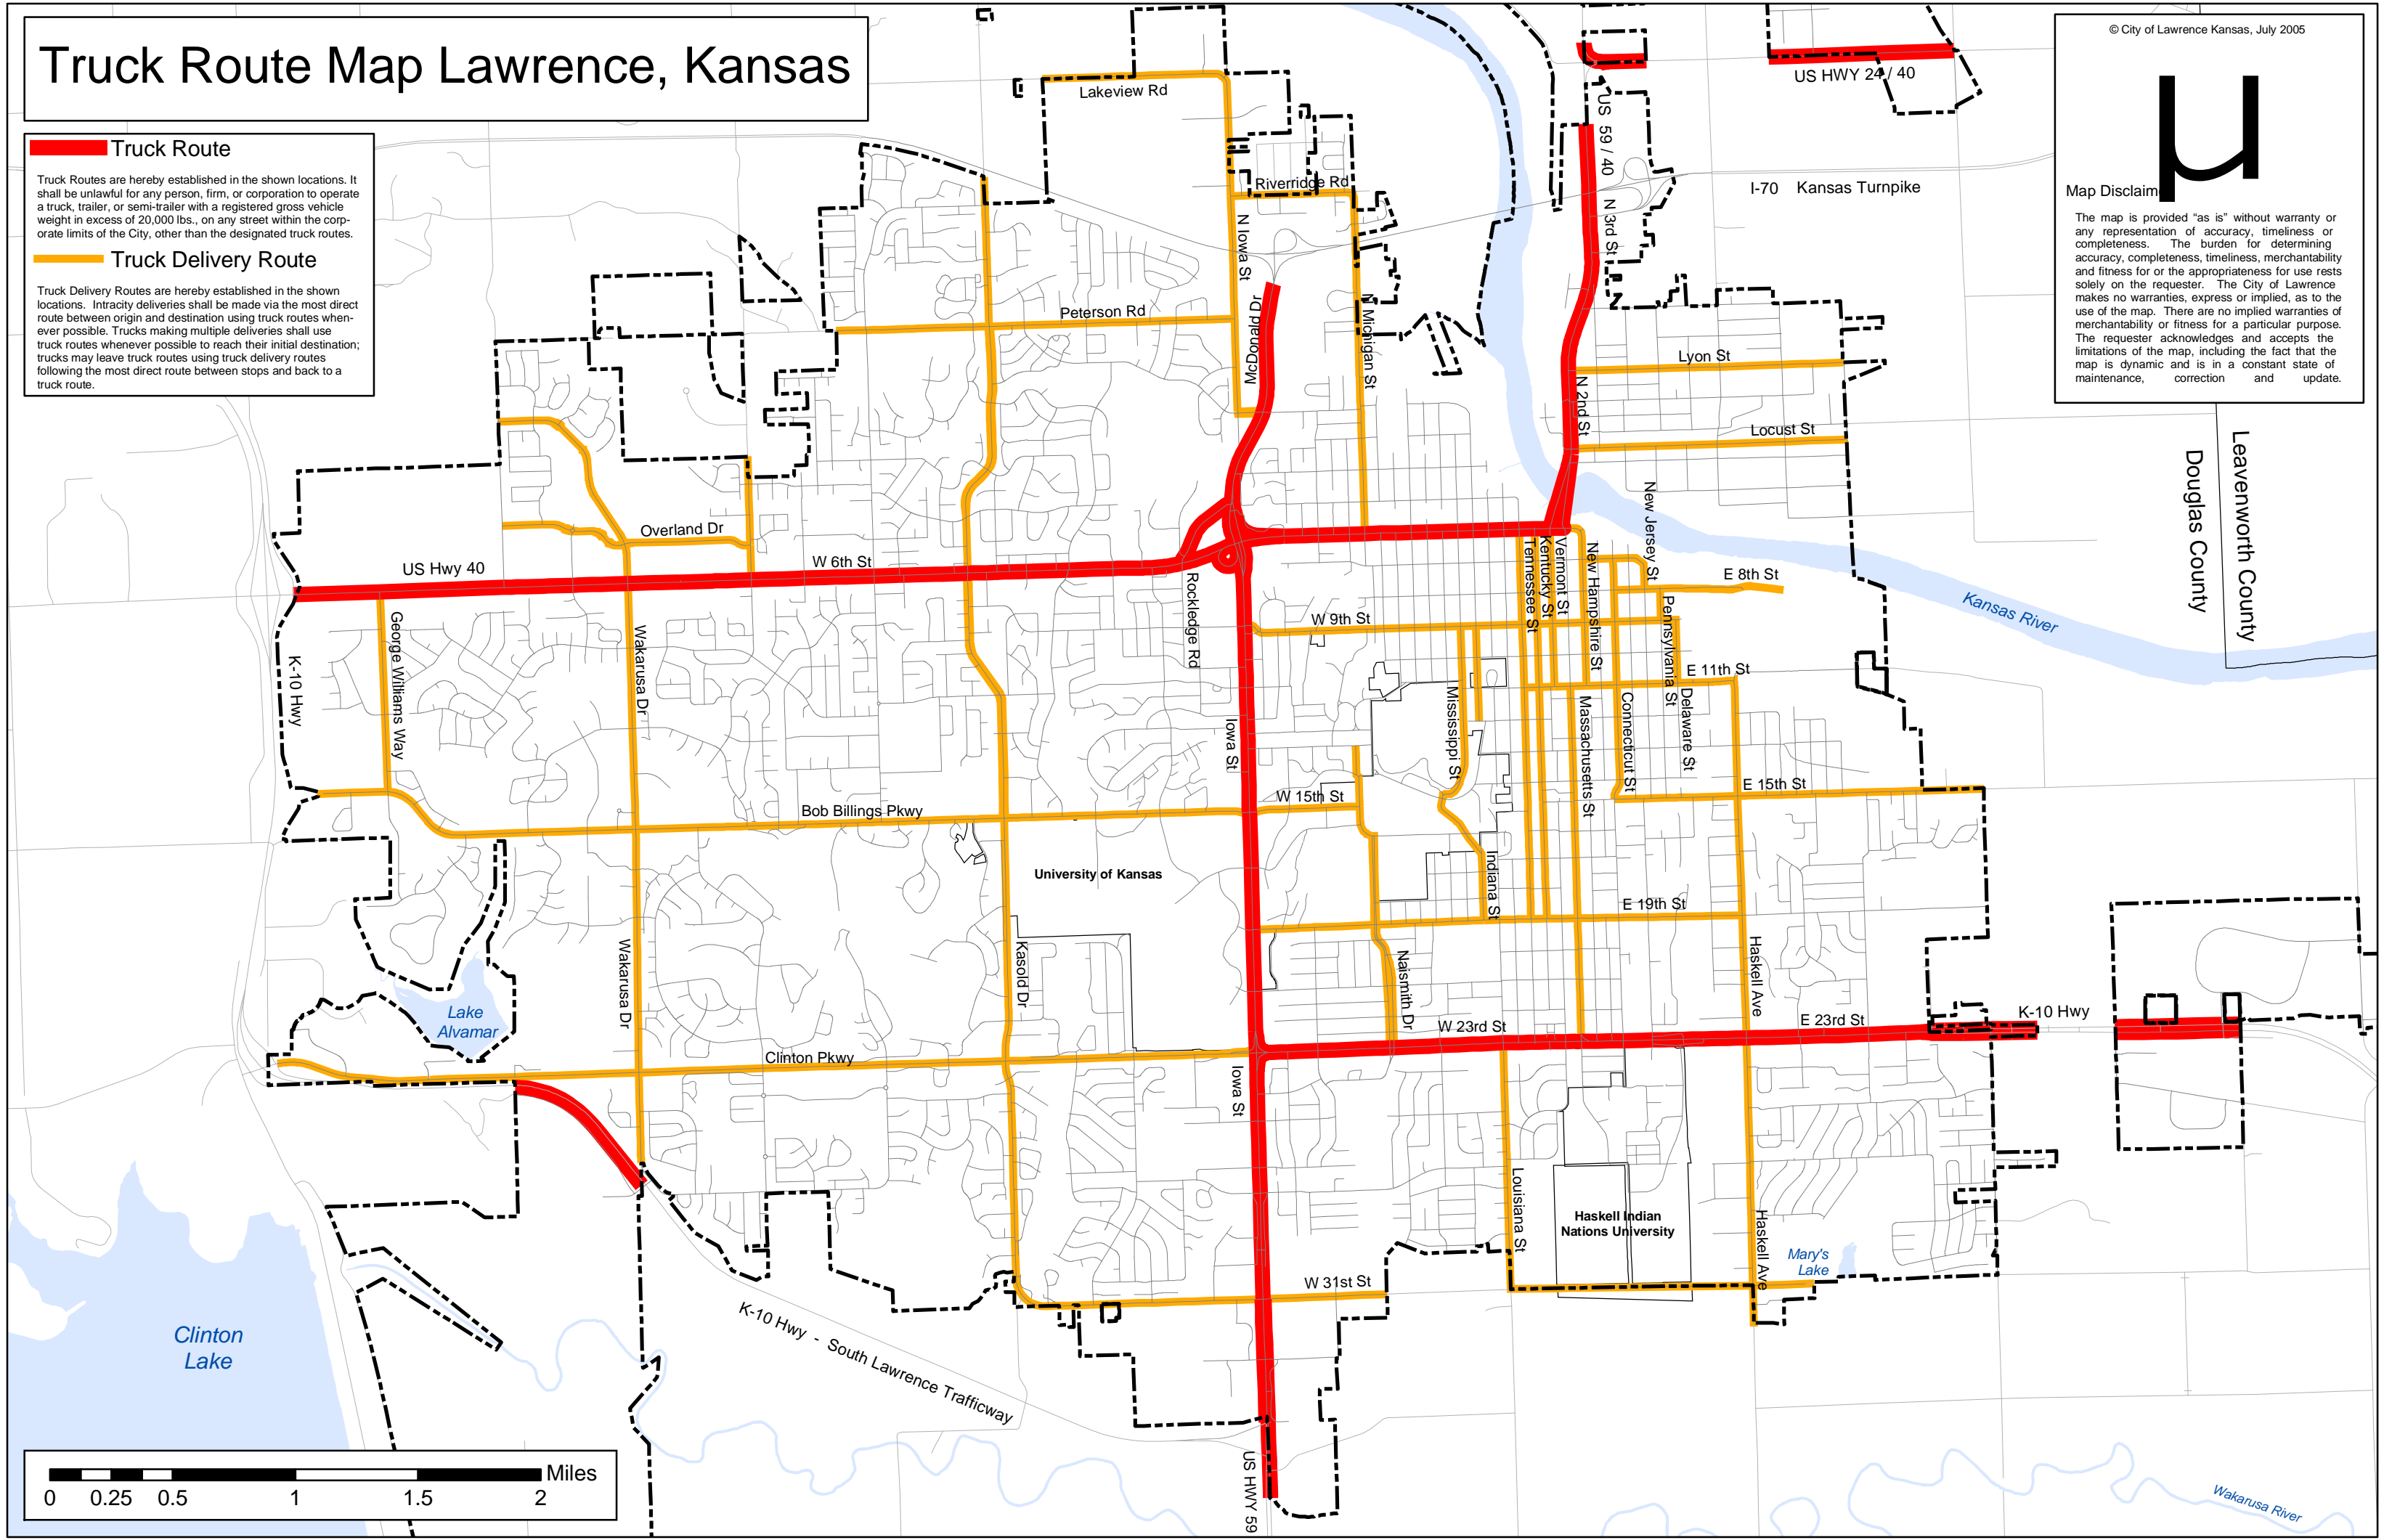 Truck Route Map Lawrence, Kansas
Truck Route
Truck Routes are hereby established in the shown locations. It
shall be unlawful for any person, firm, or corporation to operate
a truck, trailer, or semi-trailer with a registered gross vehicle
weight in excess of 20,000 lbs., on any street within the corp-
orate limits of the City, other than the designated truck routes.
Truck Delivery Route
Truck Delivery Routes are hereby established in the shown
locations. Intracity deliveries shall be made via the most direct
route between origin and destination using truck routes when-
ever possible. Trucks making multiple deliveries shall use
truck routes whenever possible to reach their initial destination;
trucks may leave truck routes using truck delivery routes
following the most direct route between stops and back to a
truck route.
© City of Lawrence Kansas, July 2005
µ
Map Disclaim
The map is provided “as is” without warranty or
any representation of accuracy, timeliness or
completeness. The burden for determining
accuracy, completeness, timeliness, merchantability
and fitness for or the appropriateness for use rests
solely on the requester. The City of Lawrence
makes no warranties, express or implied, as to the
use of the map. There are no implied warranties of
merchantability or fitness for a particular purpose.
The requester acknowledges and accepts the
limitations of the map, including the fact that the
map is dynamic and is in a constant state of
maintenance, correction and update.
Lakeview Rd
US HWY 24 / 40
US 59 / 40
I-70 Kansas Turnpike
Riverridge Rd
N Iowa St
N 3rd St
Peterson Rd
McDonald Dr
N Michigan St
Lyon St
N 2nd St
Locust St
Leavenworth County
Douglas County
New Jersey St
Overland Dr
US Hwy 40
W 6th St
Rockledge Rd
Tennessee St
Kentucky St
Vermont St
New Hampshire St
E 8th St
Pennsylvania St
Kansas River
W 9th St
George Williams Way
Wakarusa Dr
K-10 Hwy
E 11th St
Iowa St
Mississippi St
Massachusetts St
Connecticut St
Delaware St
E 15th St
W 15th St
Bob Billings Pkwy
University of Kansas
Indiana St
E 19th St
Wakarusa Dr
Kasold Dr
Naismith Dr
Haskell Ave
Lake
Alvamar
W 23rd St
E 23rd St
K-10 Hwy
Clinton Pkwy
Iowa St
Louisiana St
Haskell Indian
Nations University
Haskell Ave
Mary's
Lake
W 31st St
K-10 Hwy - South Lawrence Trafficway
Clinton
Lake
US HWY 59
Wakarusa River
Miles
0 0.25 0.5 1 1.5 2